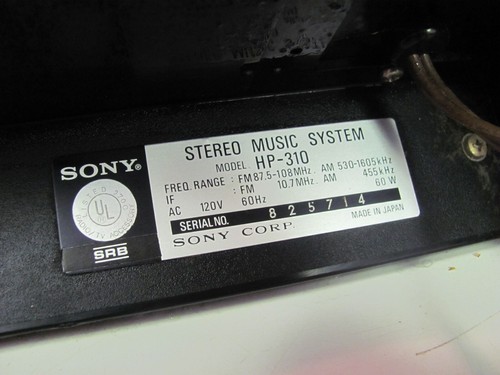 STEREO MUSIC SYSTEM
MODEL HP-310
FREQ. RANGE : FM 87.5-108MHz. AM 530-1605kHz
IF : FM 10.7MHz. AM 455kHz
AC 120V 60Hz 60W
SERIAL NO. 825714
SONY CORP. MADE IN JAPAN
SONY®
UL
SRB